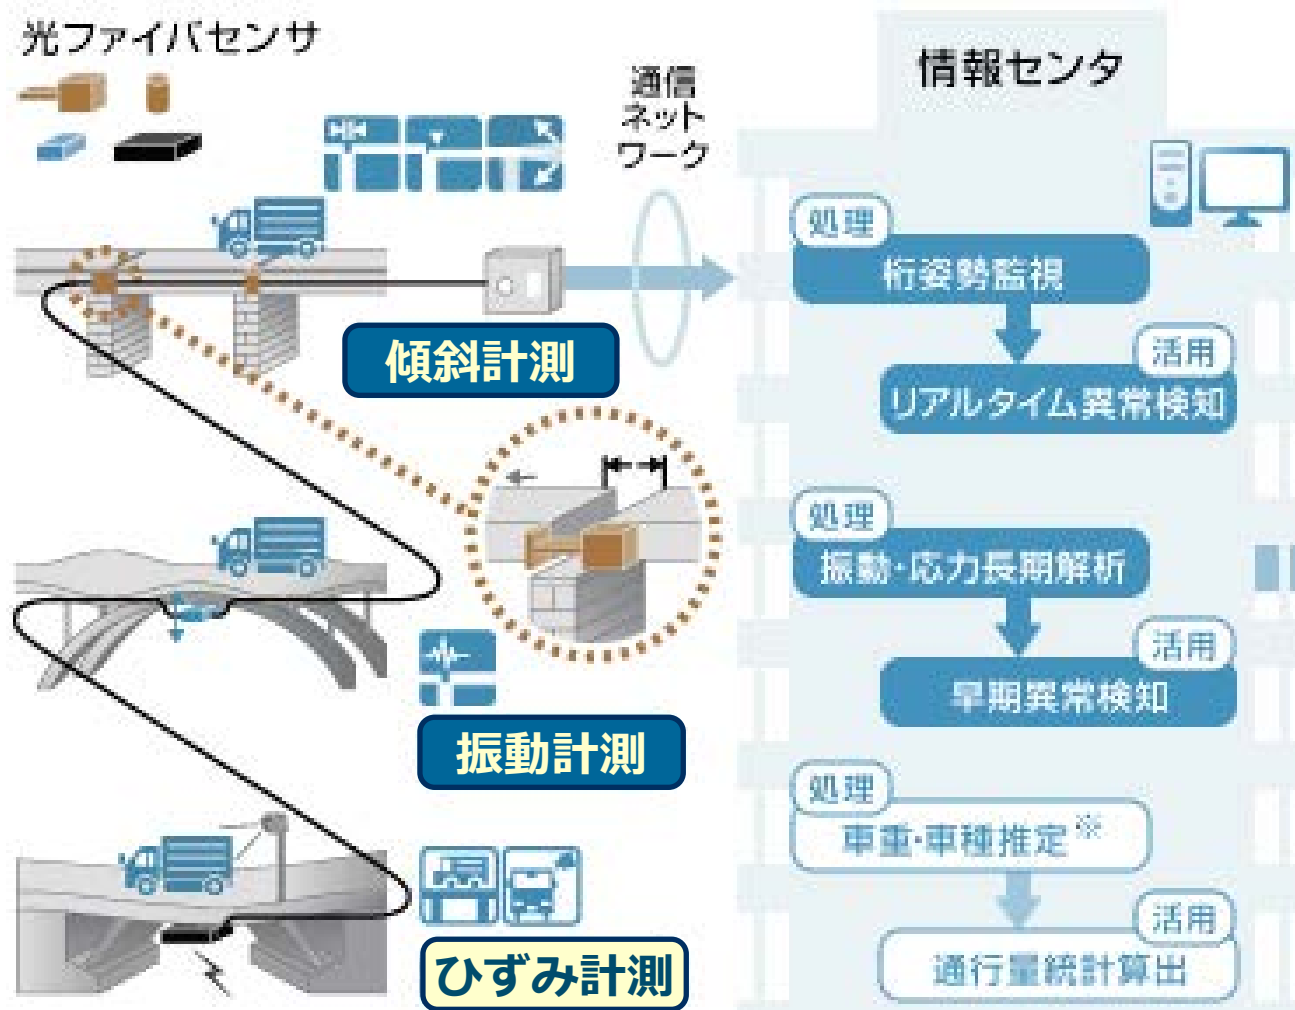 光ファイバセンサ
通信
ネット
ワーク
情報センタ
処理
桁姿勢監視
活用
リアルタイム異常検知
傾斜計測
処理
振動・応力長期解析
活用
早期異常検知
振動計測
処理
車重・車種推定※
活用
通行量統計算出
ひずみ計測